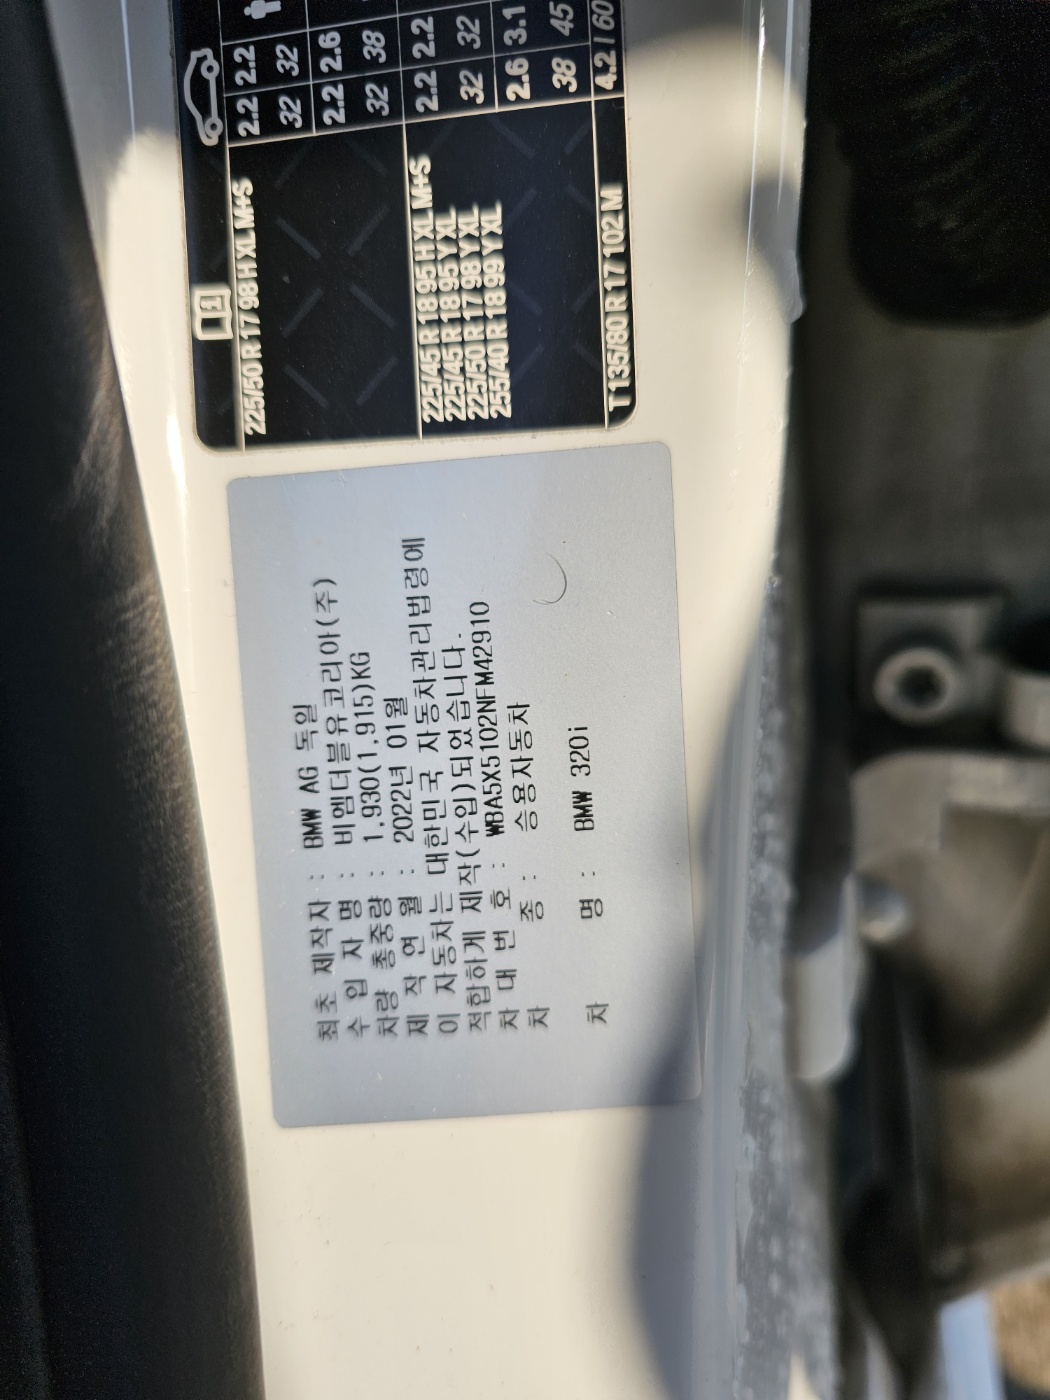 최초 제작자 : BMW AG 독일
수 입 자 명 : 비엠더블유코리아(주)
차량 총중량 : 1,930(1,915)KG
제 작 연 월 : 2022년 01월
이 자동차는 대한민국 자동차관리법령에
적합하게 제작(수입)되었습니다.
차 대 번 호 : WBA5X5102NFM42910
차 종 : 승용자동차
차 명 : BMW 320i
225/50 R 17 98 H XL M+S 2.2 2.2
32 32
2.2 2.6
32 38
225/45 R 18 95 H XL M+S 2.2 2.2
225/45 R 18 95 Y XL 32 32
225/50 R 17 98 Y XL
255/40 R 18 99 Y XL 2.6 3.1
38 45
T 135/80 R 17 102 M 4.2 / 60